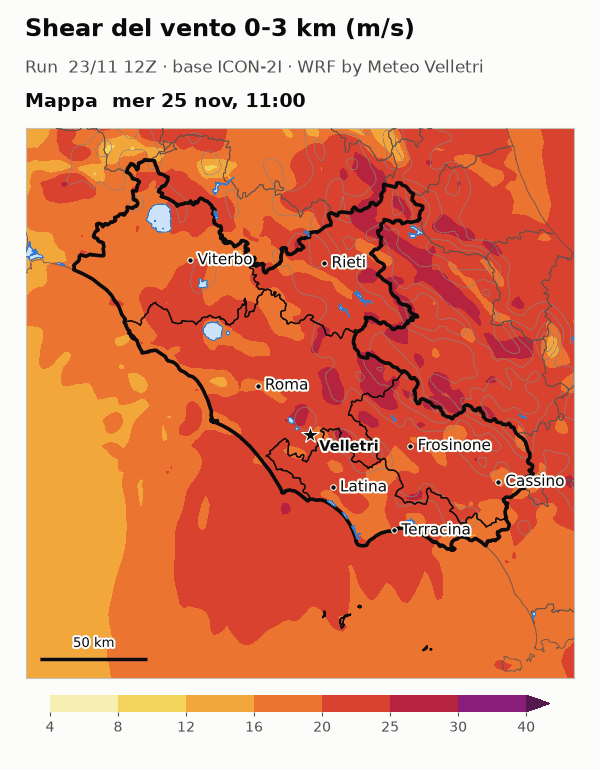 Shear del vento 0-3 km (m/s)
Run  23/11 12Z · base ICON-2I · WRF by Meteo Velletri
Mappa  mer 25 nov, 11:00
Viterbo
Rieti
Roma
Velletri
Frosinone
Latina
Cassino
Terracina
50 km
4 8 12 16 20 25 30 40